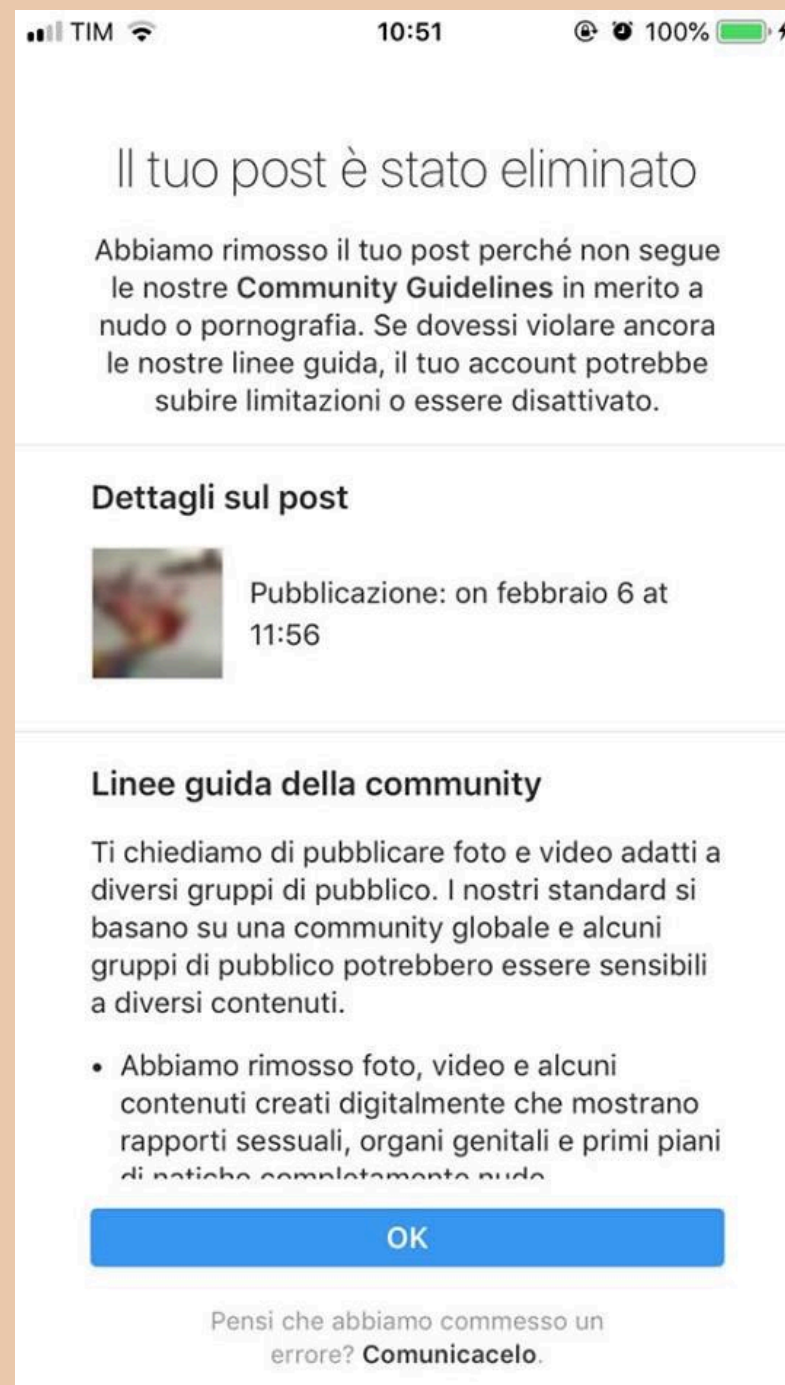 TIM 10:51 100%
Il tuo post è stato eliminato
Abbiamo rimosso il tuo post perché non segue
le nostre Community Guidelines in merito a
nudo o pornografia. Se dovessi violare ancora
le nostre linee guida, il tuo account potrebbe
subire limitazioni o essere disattivato.
Dettagli sul post
Pubblicazione: on febbraio 6 at
11:56
Linee guida della community
Ti chiediamo di pubblicare foto e video adatti a
diversi gruppi di pubblico. I nostri standard si
basano su una community globale e alcuni
gruppi di pubblico potrebbero essere sensibili
a diversi contenuti.
• Abbiamo rimosso foto, video e alcuni
contenuti creati digitalmente che mostrano
rapporti sessuali, organi genitali e primi piani
di natiche completamente nude
OK
Pensi che abbiamo commesso un
errore? Comunicacelo.